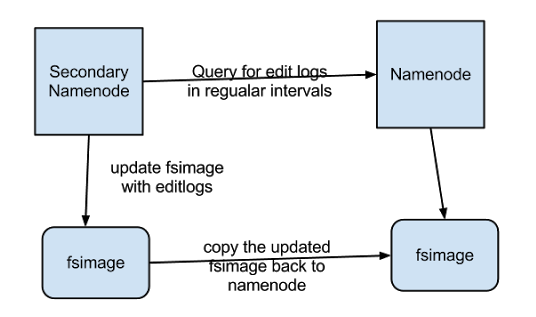 Secondary
Namenode
Query for edit logs
in regualar intervals
Namenode
update fsimage
with editlogs
fsimage
copy the updated
fsimage back to
namenode
fsimage